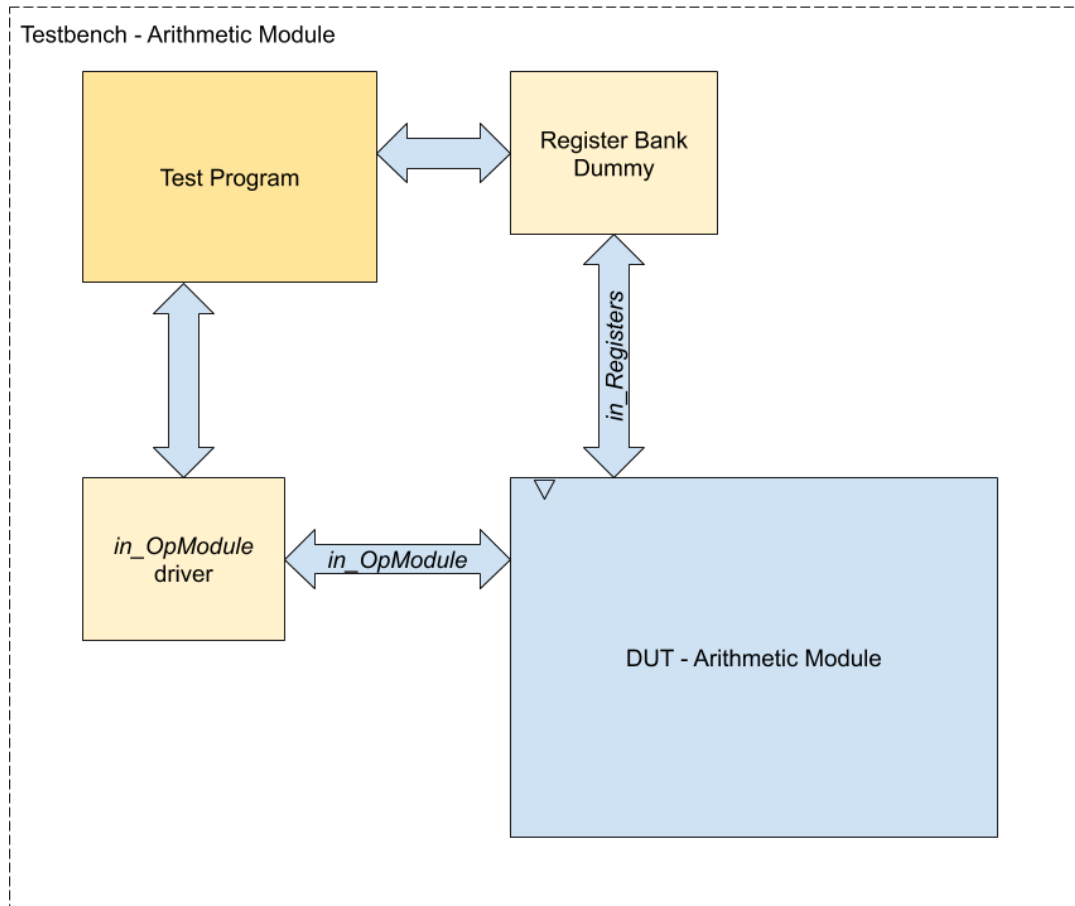 Testbench - Arithmetic Module
Test Program
Register Bank
Dummy
in_Registers
in_OpModule
driver
in_OpModule
DUT - Arithmetic Module